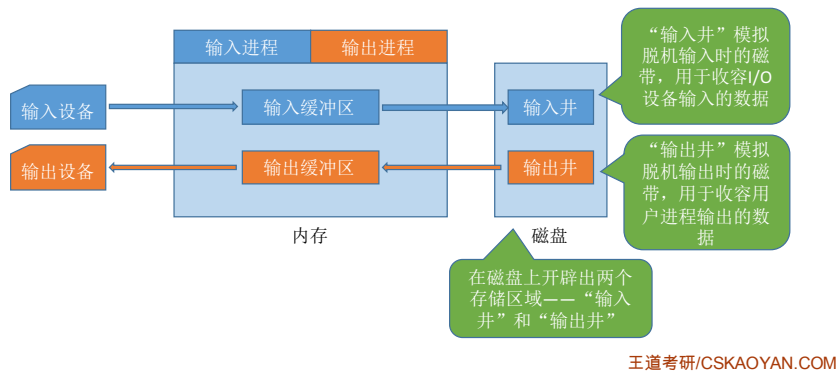 输入进程
输出进程
输入设备
输入缓冲区
输入井
输出设备
输出缓冲区
输出井
内存
磁盘
“输入井”模拟
脱机输入时的磁
带，用于收容I/O
设备输入的数据
“输出井”模拟
脱机输出时的磁
带，用于收容用
户进程输出的数
据
在磁盘上开辟出两个
存储区域——“输入
井”和“输出井”
王道考研/CSKAOYAN.COM